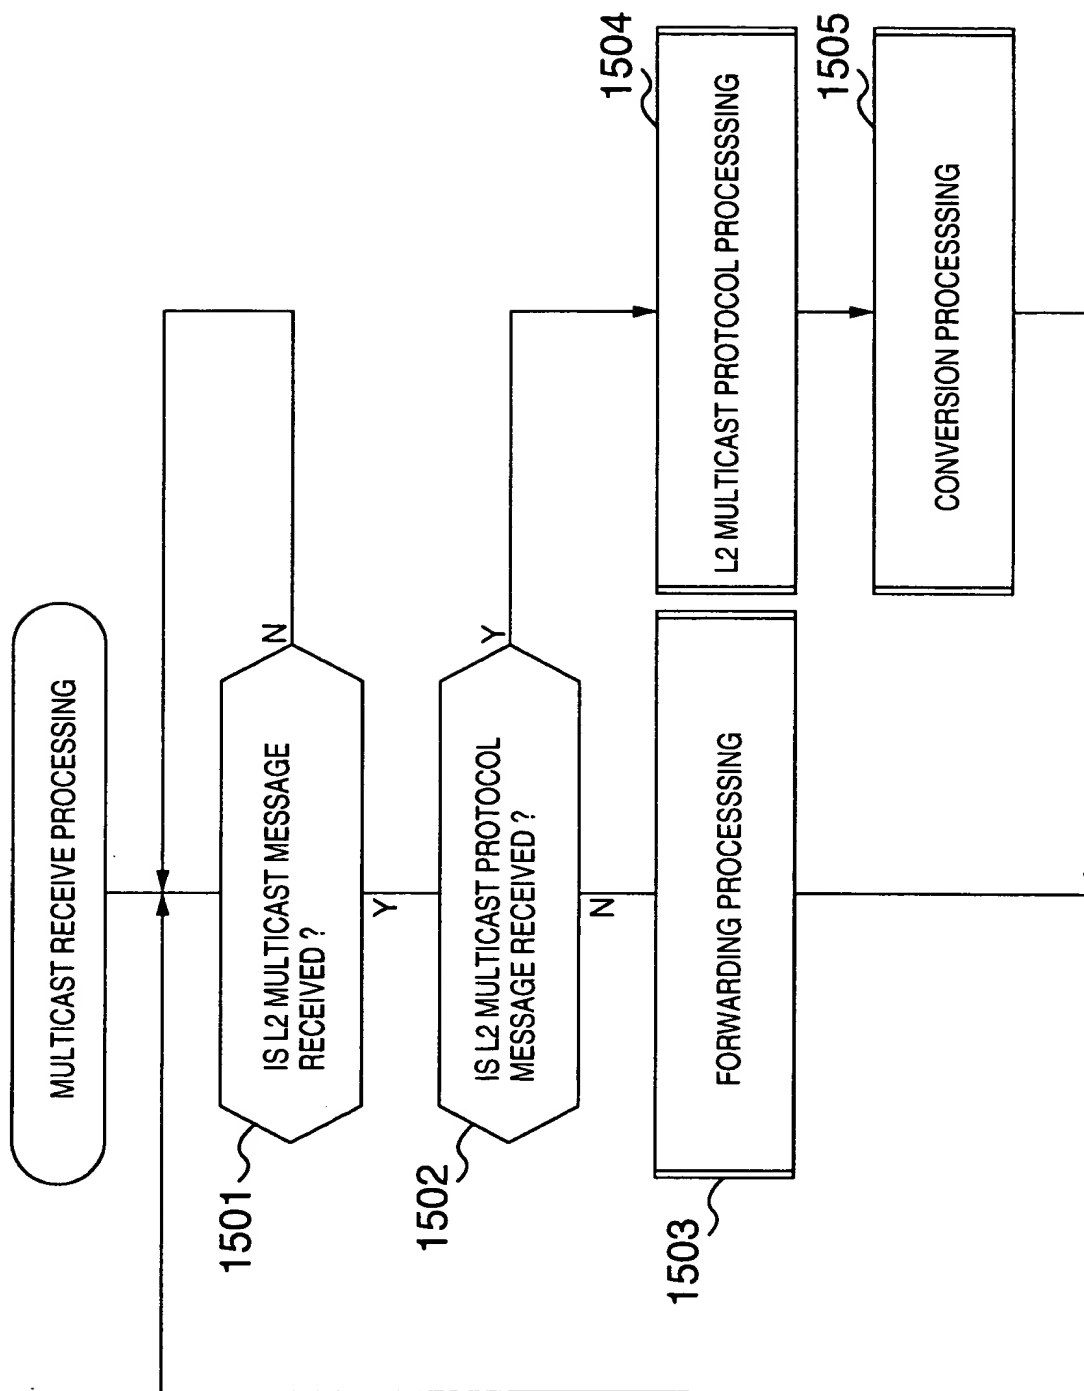 MULTICAST RECEIVE PROCESSING
1501
IS L2 MULTICAST MESSAGE
RECEIVED ?
N
Y
1502
IS L2 MULTICAST PROTOCOL
MESSAGE RECEIVED ?
Y
N
1503
FORWARDING PROCESSSING
1504
L2 MULTICAST PROTOCOL PROCESSSING
1505
CONVERSION PROCESSSING